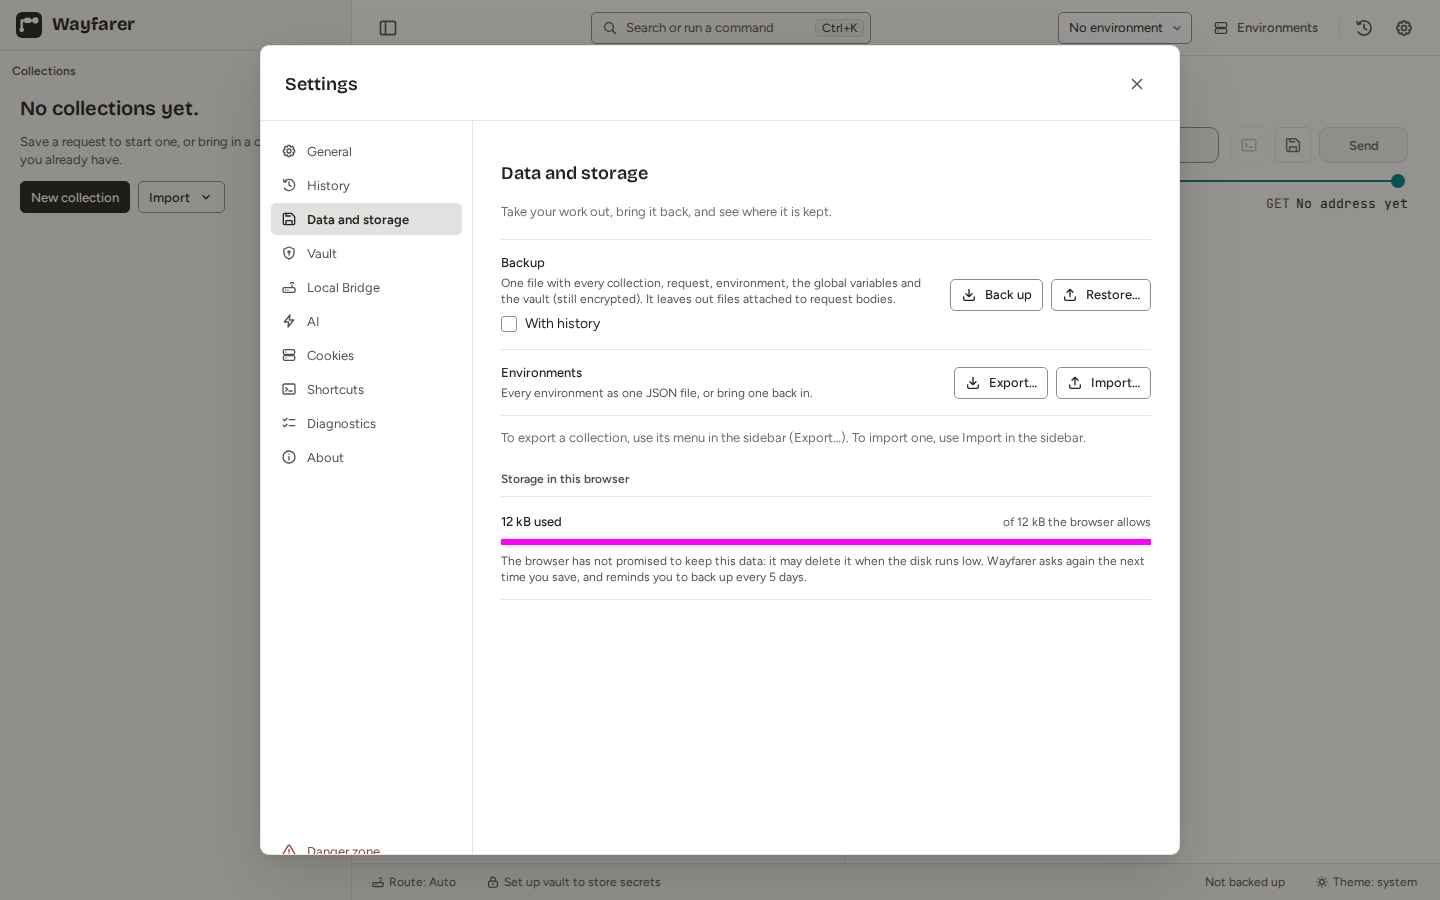 Wayfarer
Search or run a command
Ctrl+K
No environment
Environments
Collections
No collections yet.
Save a request to start one, or bring in a c
you already have.
New collection
Import
Send
GET No address yet
Settings
General
History
Data and storage
Vault
Local Bridge
AI
Cookies
Shortcuts
Diagnostics
About
Danger zone
Data and storage
Take your work out, bring it back, and see where it is kept.
Backup
One file with every collection, request, environment, the global variables and
the vault (still encrypted). It leaves out files attached to request bodies.
With history
Back up
Restore...
Environments
Every environment as one JSON file, or bring one back in.
Export...
Import...
To export a collection, use its menu in the sidebar (Export...). To import one, use Import in the sidebar.
Storage in this browser
12 kB used
of 12 kB the browser allows
The browser has not promised to keep this data: it may delete it when the disk runs low. Wayfarer asks again the next
time you save, and reminds you to back up every 5 days.
Route: Auto
Set up vault to store secrets
Not backed up
Theme: system